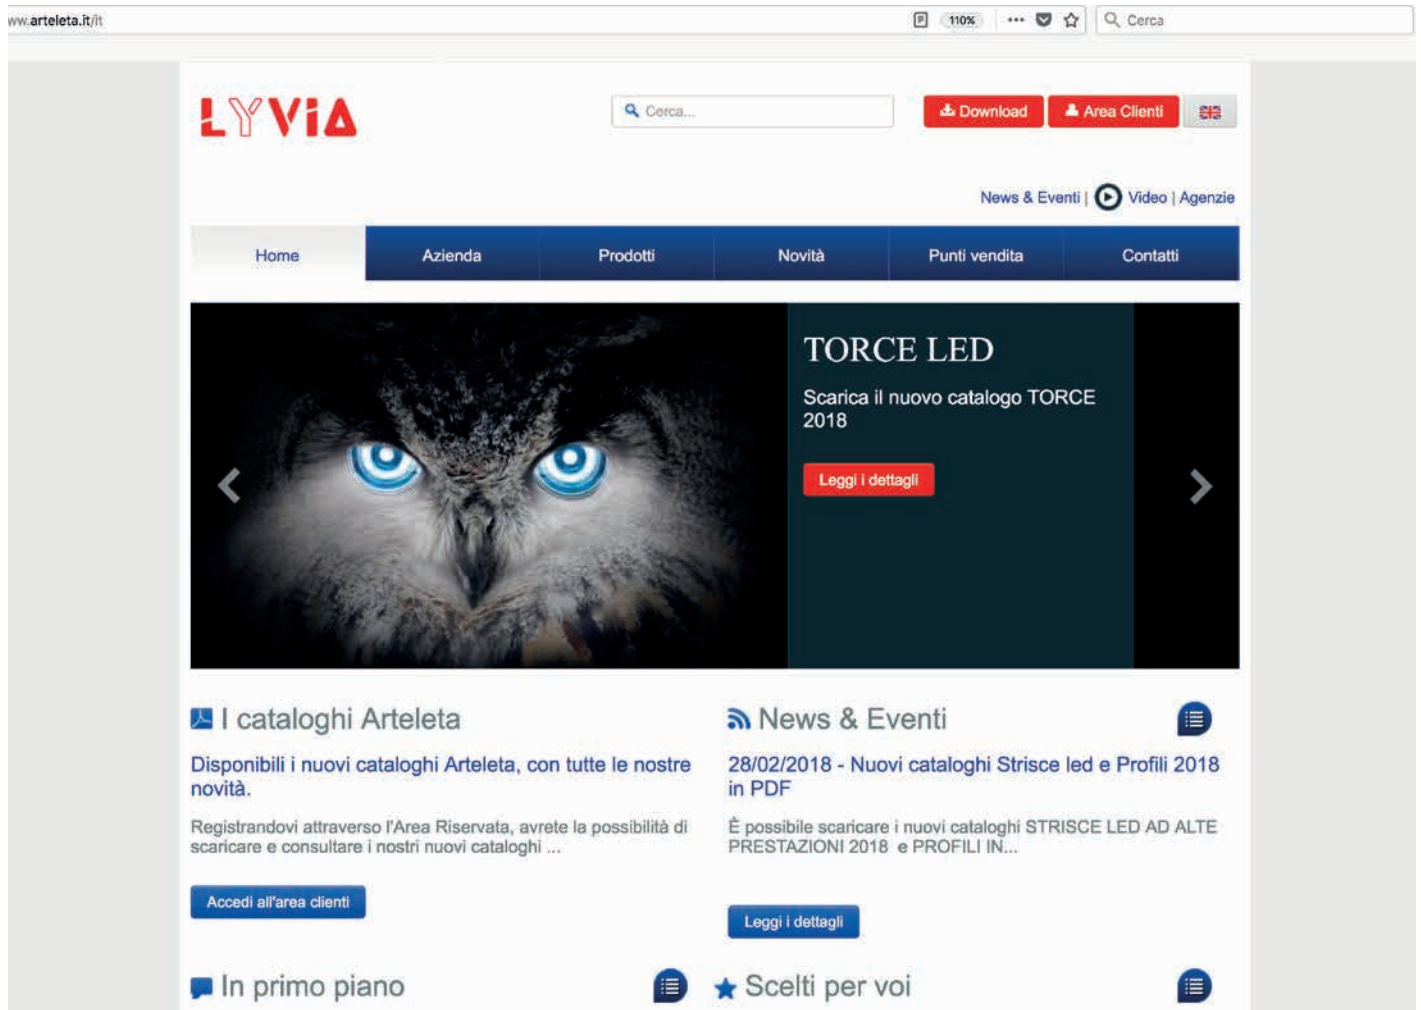 ww.arteleta.it/it
110%
Cerca
LYViA
Cerca...
Download
Area Clienti
News & Eventi | Video | Agenzie
Home
Azienda
Prodotti
Novità
Punti vendita
Contatti
TORCE LED
Scarica il nuovo catalogo TORCE
2018
Leggi i dettagli
I cataloghi Arteleta
Disponibili i nuovi cataloghi Arteleta, con tutte le nostre
novità.
Registrandovi attraverso l'Area Riservata, avrete la possibilità di
scaricare e consultare i nostri nuovi cataloghi ...
Accedi all'area clienti
News & Eventi
28/02/2018 - Nuovi cataloghi Strisce led e Profili 2018
in PDF
È possibile scaricare i nuovi cataloghi STRISCE LED AD ALTE
PRESTAZIONI 2018 e PROFILI IN...
Leggi i dettagli
In primo piano
Scelti per voi